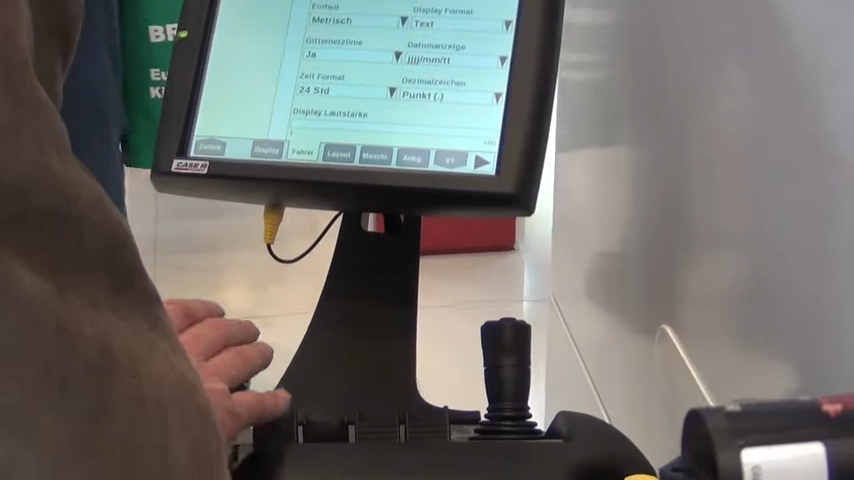 Einheit
Display Format
Metrisch
Text
Gitternetzlinie
Datumanzeige
Ja
jjjj/mm/tt
Zeit Format
Dezimalzeichen
24 Std
Punkt (.)
Display Lautstärke
100
Zurück
Display
Fahrer
Layout
Maschi.
Anbg.
VT
CASE IH